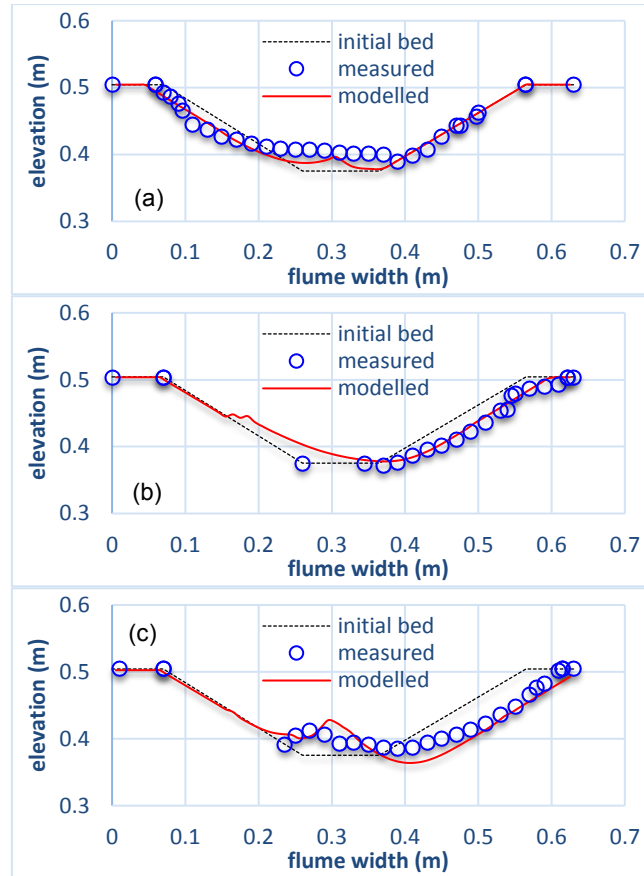 0.6
initial bed
measured
0.5
modelled
elevation (m)
0.4
(a)
0.3
0 0.1 0.2 0.3 0.4 0.5 0.6 0.7
flume width (m)
0.6
initial bed
measured
0.5
modelled
elevation (m)
0.4
(b)
0.3
0 0.1 0.2 0.3 0.4 0.5 0.6 0.7
flume width (m)
0.6
(c)
initial bed
measured
0.5
modelled
elevation (m)
0.4
0.3
0 0.1 0.2 0.3 0.4 0.5 0.6 0.7
flume width (m)